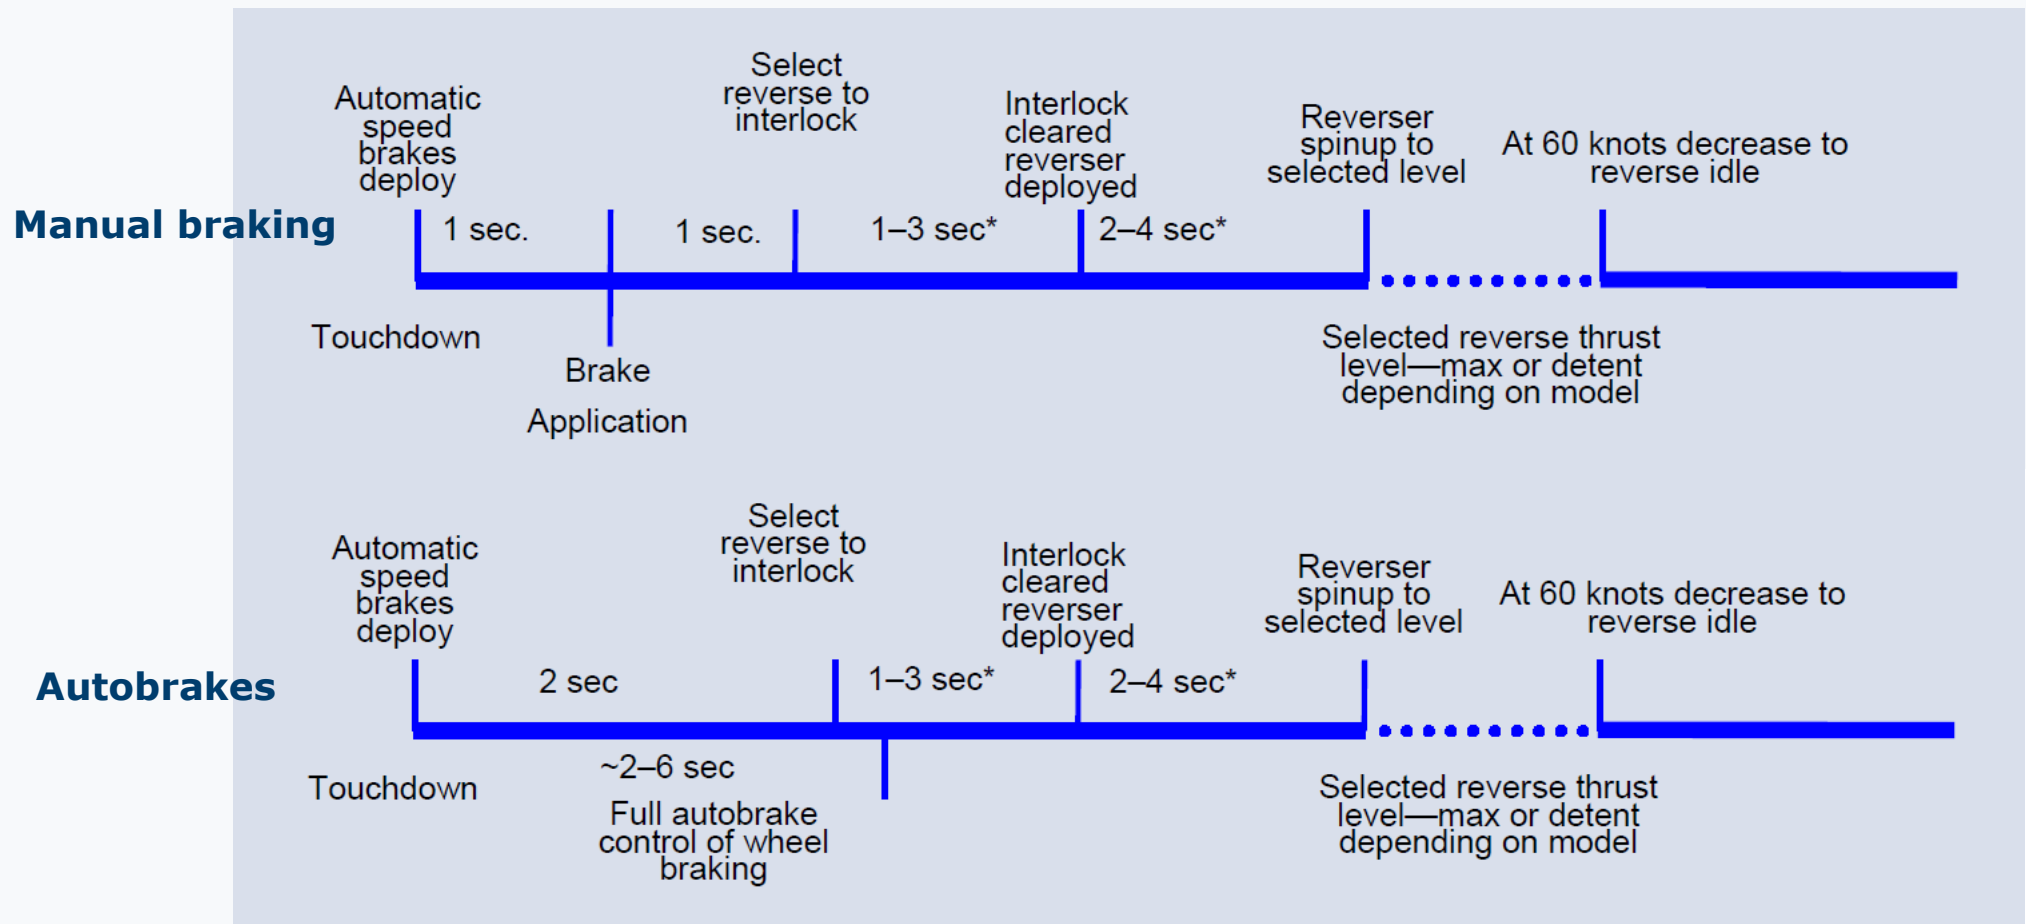 Automatic
speed
brakes
deploy
Select
reverse to
interlock
Interlock
cleared
reverser
deployed
Reverser
spinup to
selected level
At 60 knots decrease to
reverse idle
Manual braking
1 sec.
1 sec.
1–3 sec*
2–4 sec*
Touchdown
Brake
Application
Selected reverse thrust
level—max or detent
depending on model
Automatic
speed
brakes
deploy
Select
reverse to
interlock
Interlock
cleared
reverser
deployed
Reverser
spinup to
selected level
At 60 knots decrease to
reverse idle
Autobrakes
2 sec
1–3 sec*
2–4 sec*
Touchdown
~2–6 sec
Full autobrake
control of wheel
braking
Selected reverse thrust
level—max or detent
depending on model